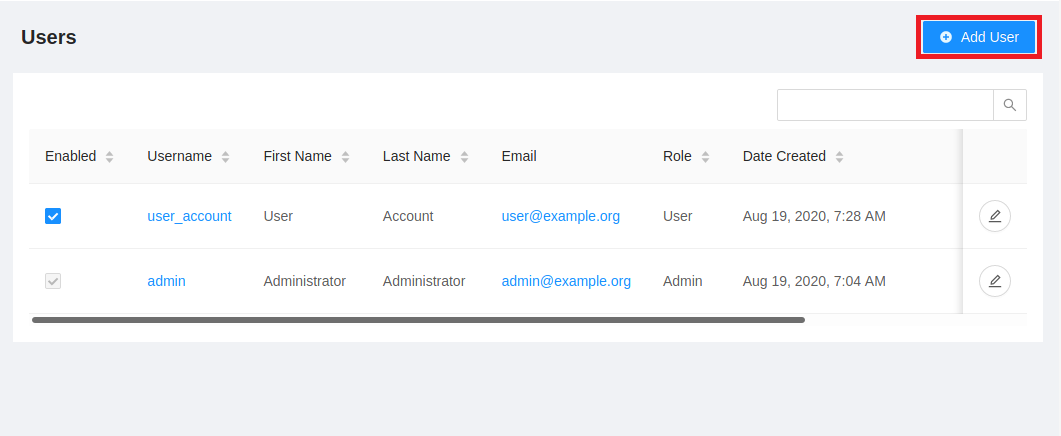 Users
Add User
Enabled Username First Name Last Name Email Role Date Created
user_account User Account user@example.org User Aug 19, 2020, 7:28 AM
admin Administrator Administrator admin@example.org Admin Aug 19, 2020, 7:04 AM